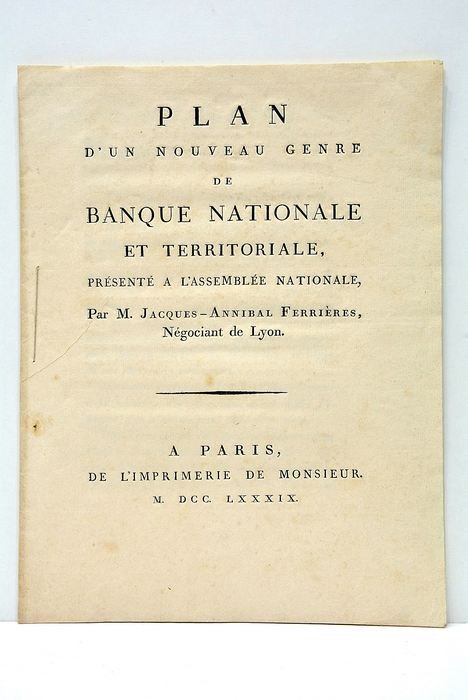 PLAN
D'UN NOUVEAU GENRE
DE
BANQUE NATIONALE
ET TERRITORIALE,
PRÉSENTÉ A L'ASSEMBLÉE NATIONALE,
Par M. JACQUES-ANNIBAL FERRIÈRES,
Négociant de Lyon.
A PARIS,
DE L'IMPRIMERIE DE MONSIEUR.
M. DCC. LXXXIX.